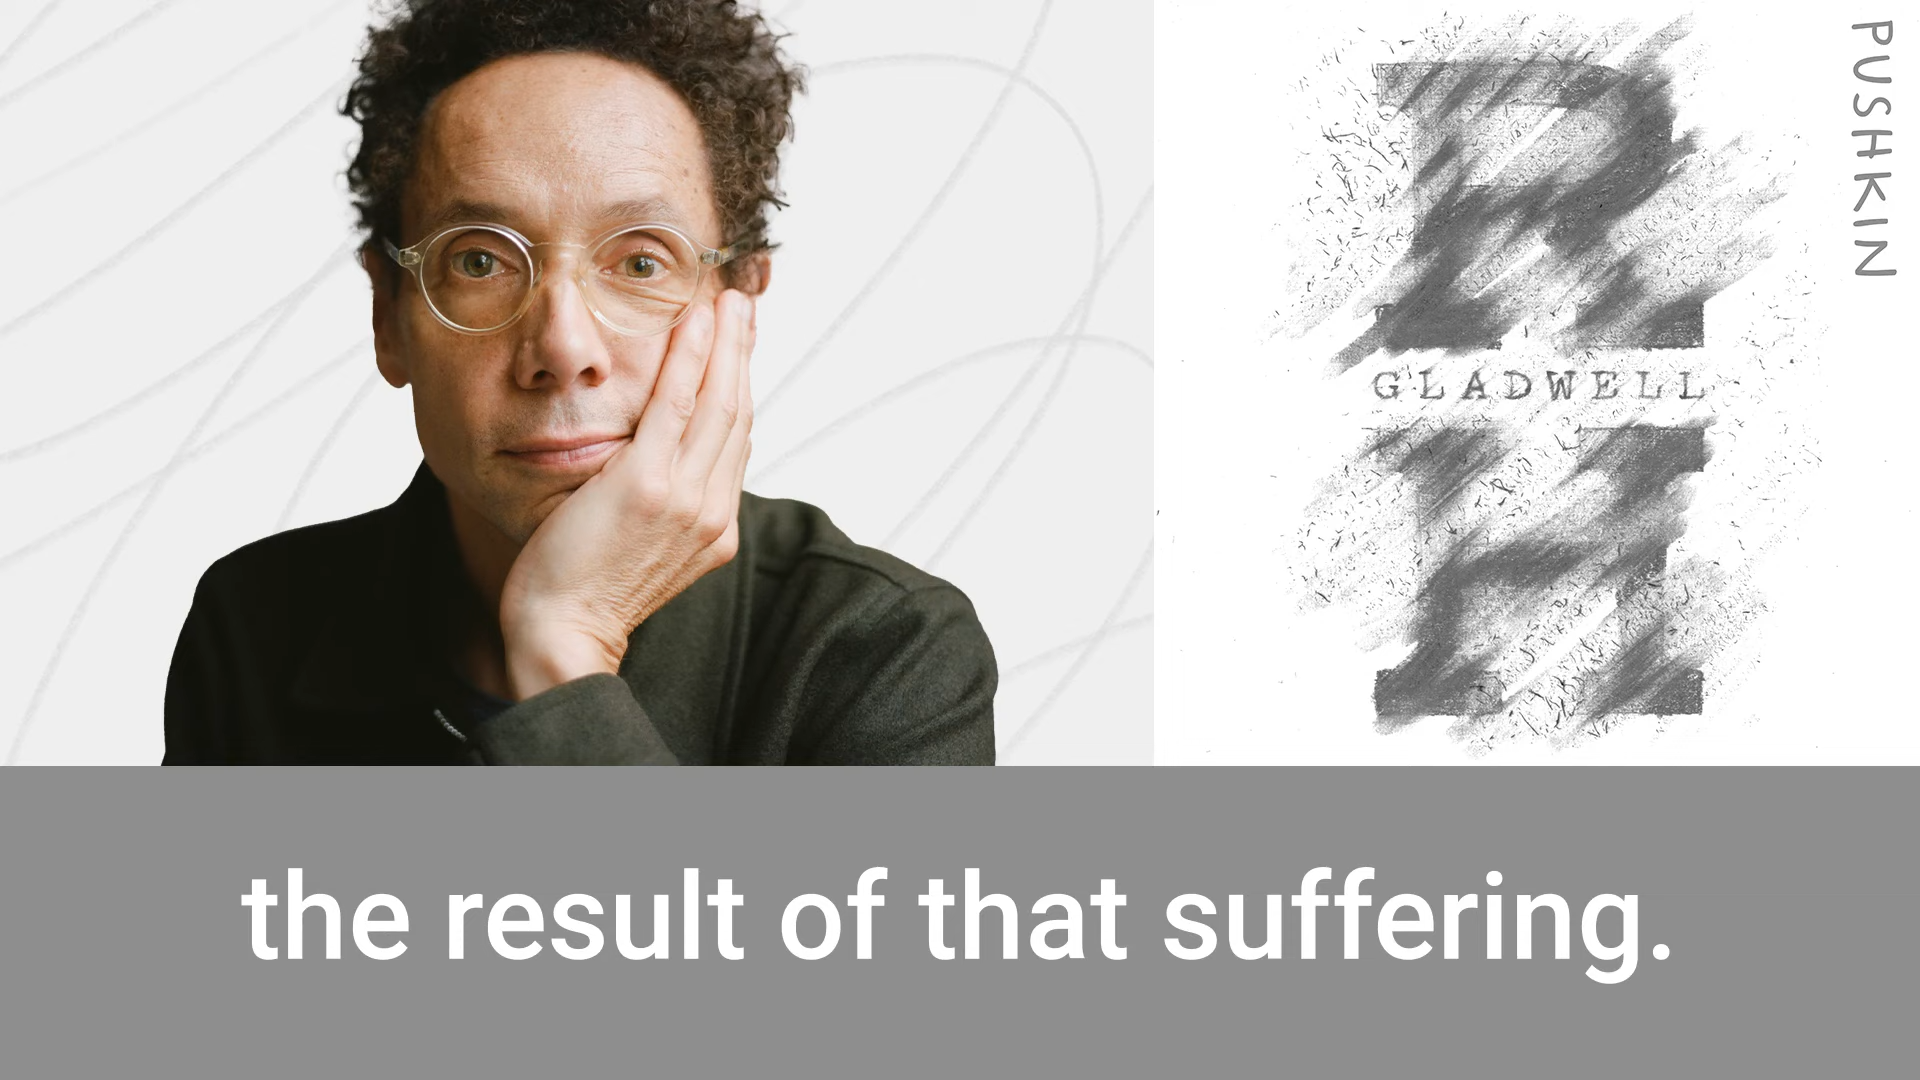 PUSHKIN
R
GLADWELL
H
the result of that suffering.